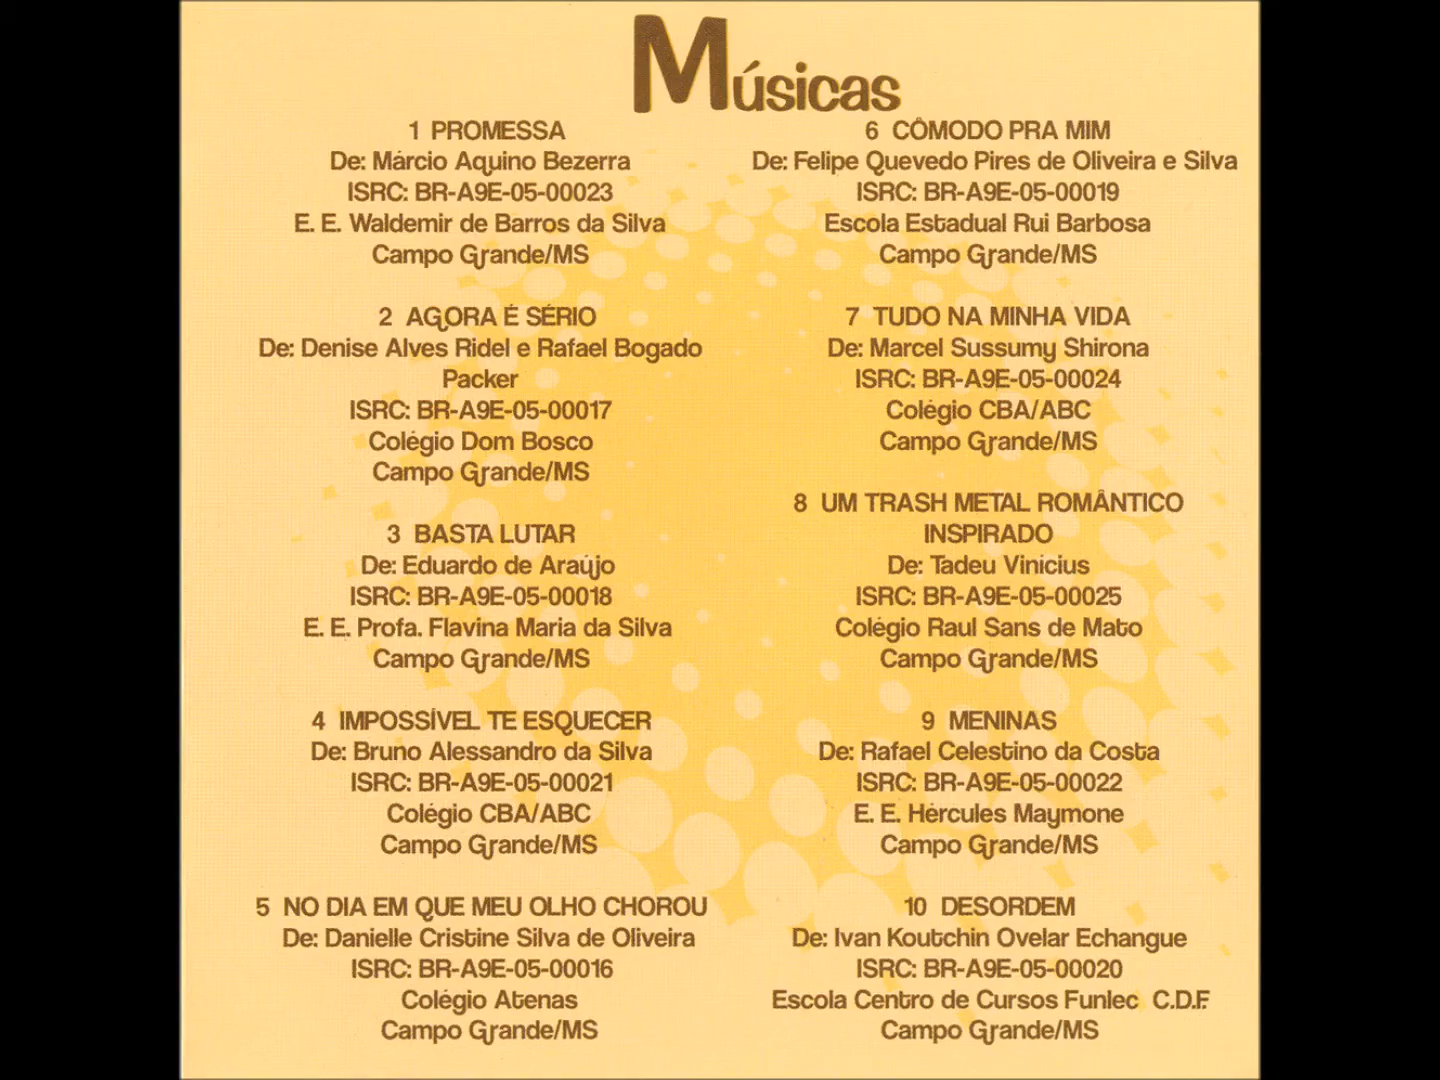 Músicas
1 PROMESSA
De: Márcio Aquino Bezerra
ISRC: BR-A9E-05-00023
E. E. Waldemir de Barros da Silva
Campo Grande/MS
2 AGORA É SÉRIO
De: Denise Alves Ridel e Rafael Bogado
Packer
ISRC: BR-A9E-05-00017
Colégio Dom Bosco
Campo Grande/MS
3 BASTA LUTAR
De: Eduardo de Araújo
ISRC: BR-A9E-05-00018
E. E. Profa. Flavina Maria da Silva
Campo Grande/MS
4 IMPOSSÍVEL TE ESQUECER
De: Bruno Alessandro da Silva
ISRC: BR-A9E-05-00021
Colégio CBA/ABC
Campo Grande/MS
5 NO DIA EM QUE MEU OLHO CHOROU
De: Danielle Cristine Silva de Oliveira
ISRC: BR-A9E-05-00016
Colégio Atenas
Campo Grande/MS
6 CÔMODO PRA MIM
De: Felipe Quevedo Pires de Oliveira e Silva
ISRC: BR-A9E-05-00019
Escola Estadual Rui Barbosa
Campo Grande/MS
7 TUDO NA MINHA VIDA
De: Marcel Sussumy Shirona
ISRC: BR-A9E-05-00024
Colégio CBA/ABC
Campo Grande/MS
8 UM TRASH METAL ROMÂNTICO
INSPIRADO
De: Tadeu Vinícius
ISRC: BR-A9E-05-00025
Colégio Raul Sans de Mato
Campo Grande/MS
9 MENINAS
De: Rafael Celestino da Costa
ISRC: BR-A9E-05-00022
E. E. Hércules Maymone
Campo Grande/MS
10 DESORDEM
De: Ivan Koutchin Ovelar Echangue
ISRC: BR-A9E-05-00020
Escola Centro de Cursos Funlec C.D.F.
Campo Grande/MS